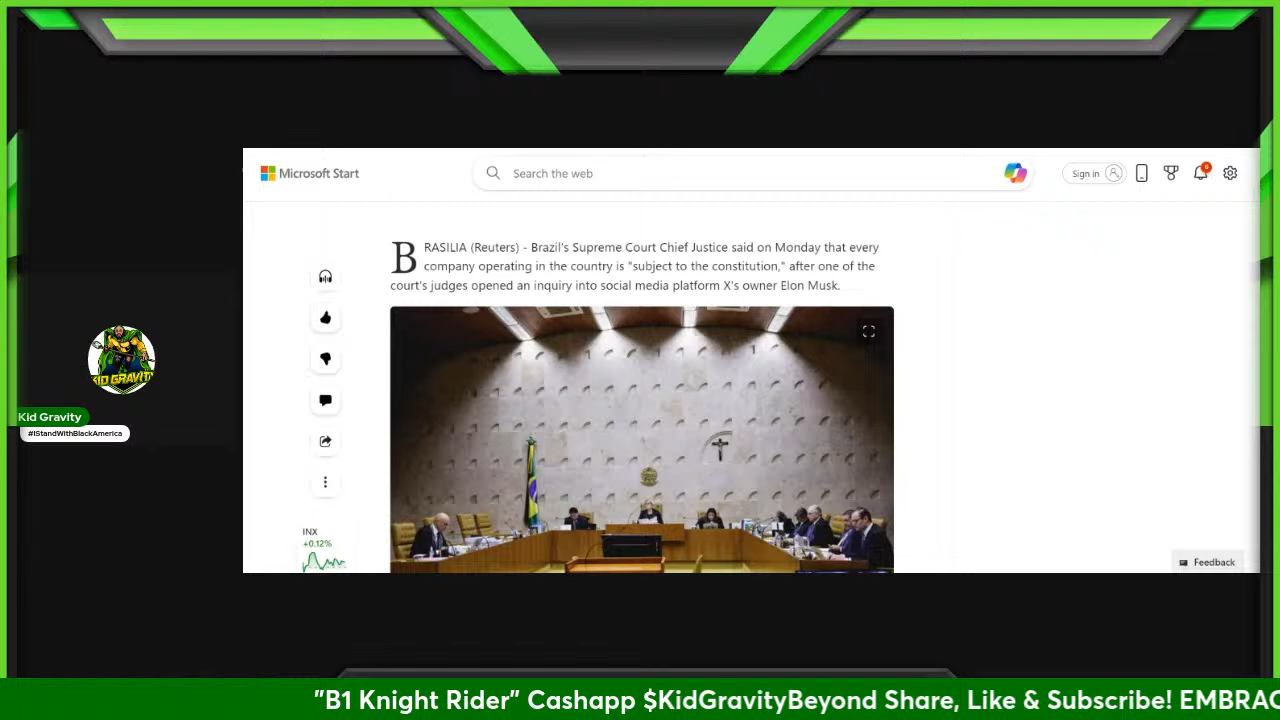 Microsoft Start
Search the web
Sign in
6
BRASILIA (Reuters) - Brazil's Supreme Court Chief Justice said on Monday that every
company operating in the country is "subject to the constitution," after one of the
court's judges opened an inquiry into social media platform X's owner Elon Musk.
KID GRAVITY
Kid Gravity
#IStandWithBlackAmerica
INX
+0.12%
Feedback
"B1 Knight Rider" Cashapp $KidGravityBeyond Share, Like & Subscribe! EMBRAC